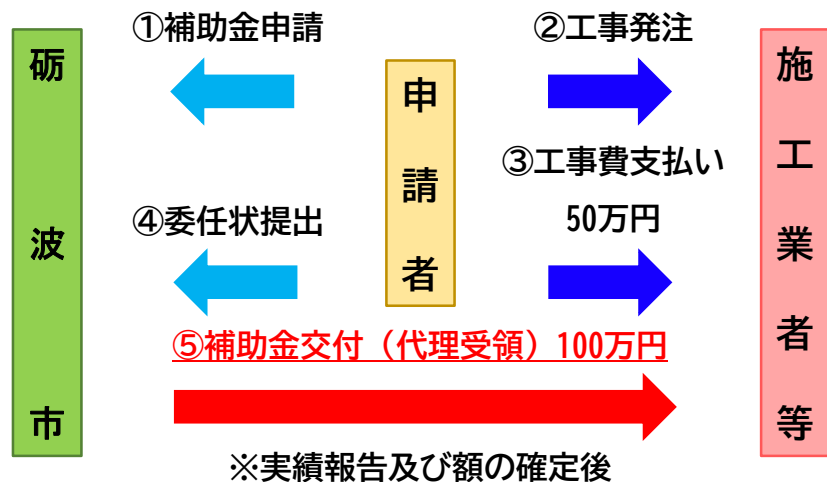 ①補助金申請
②工事発注
砺波市
申請者
施工業者等
③工事費支払い
50万円
④委任状提出
⑤補助金交付（代理受領）100万円
※実績報告及び額の確定後